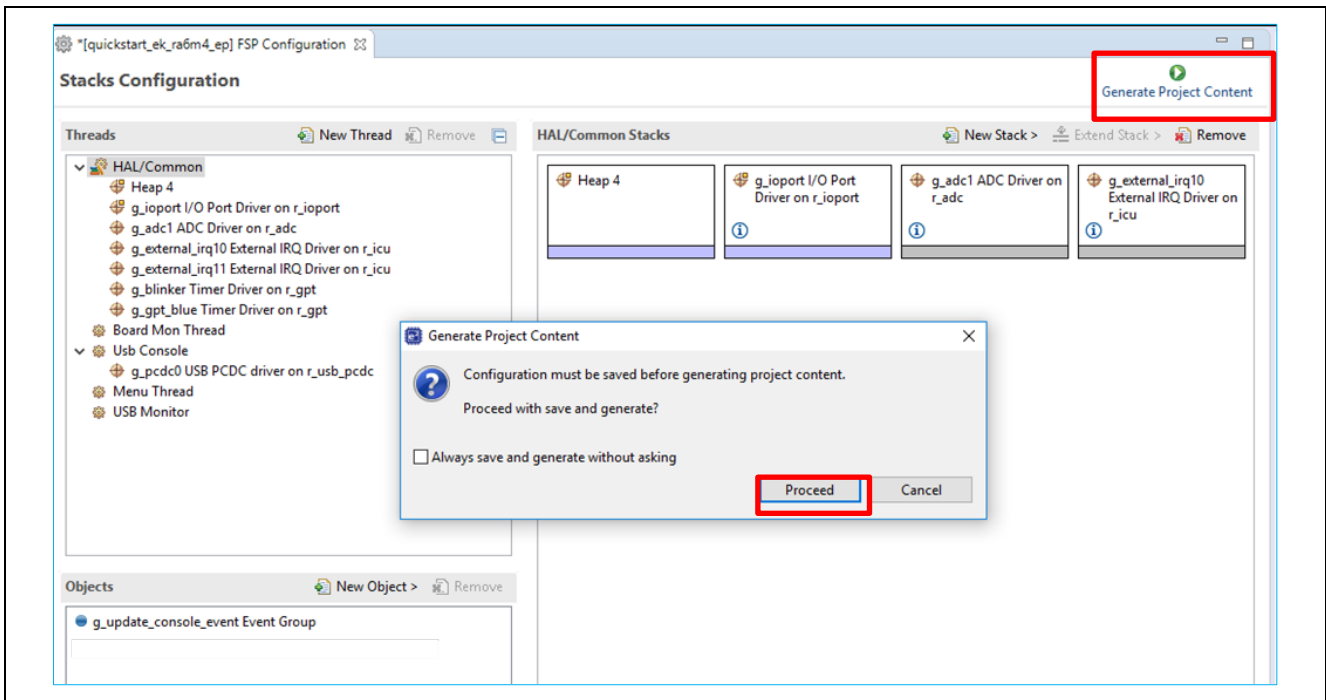 *[quickstart_ek_ra6m4_ep] FSP Configuration
Stacks Configuration
Generate Project Content
Threads
New Thread
Remove
HAL/Common
Heap 4
g_ioport I/O Port Driver on r_ioport
g_adc1 ADC Driver on r_adc
g_external_irq10 External IRQ Driver on r_icu
g_external_irq11 External IRQ Driver on r_icu
g_blinker Timer Driver on r_gpt
g_gpt_blue Timer Driver on r_gpt
Board Mon Thread
Usb Console
g_pcdc0 USB PCDC driver on r_usb_pcdc
Menu Thread
USB Monitor
HAL/Common Stacks
New Stack >
Extend Stack >
Remove
Heap 4
g_ioport I/O Port
Driver on r_ioport
g_adc1 ADC Driver on
r_adc
g_external_irq10
External IRQ Driver on
r_icu
Generate Project Content
Configuration must be saved before generating project content.
Proceed with save and generate?
Always save and generate without asking
Proceed
Cancel
Objects
New Object >
Remove
g_update_console_event Event Group